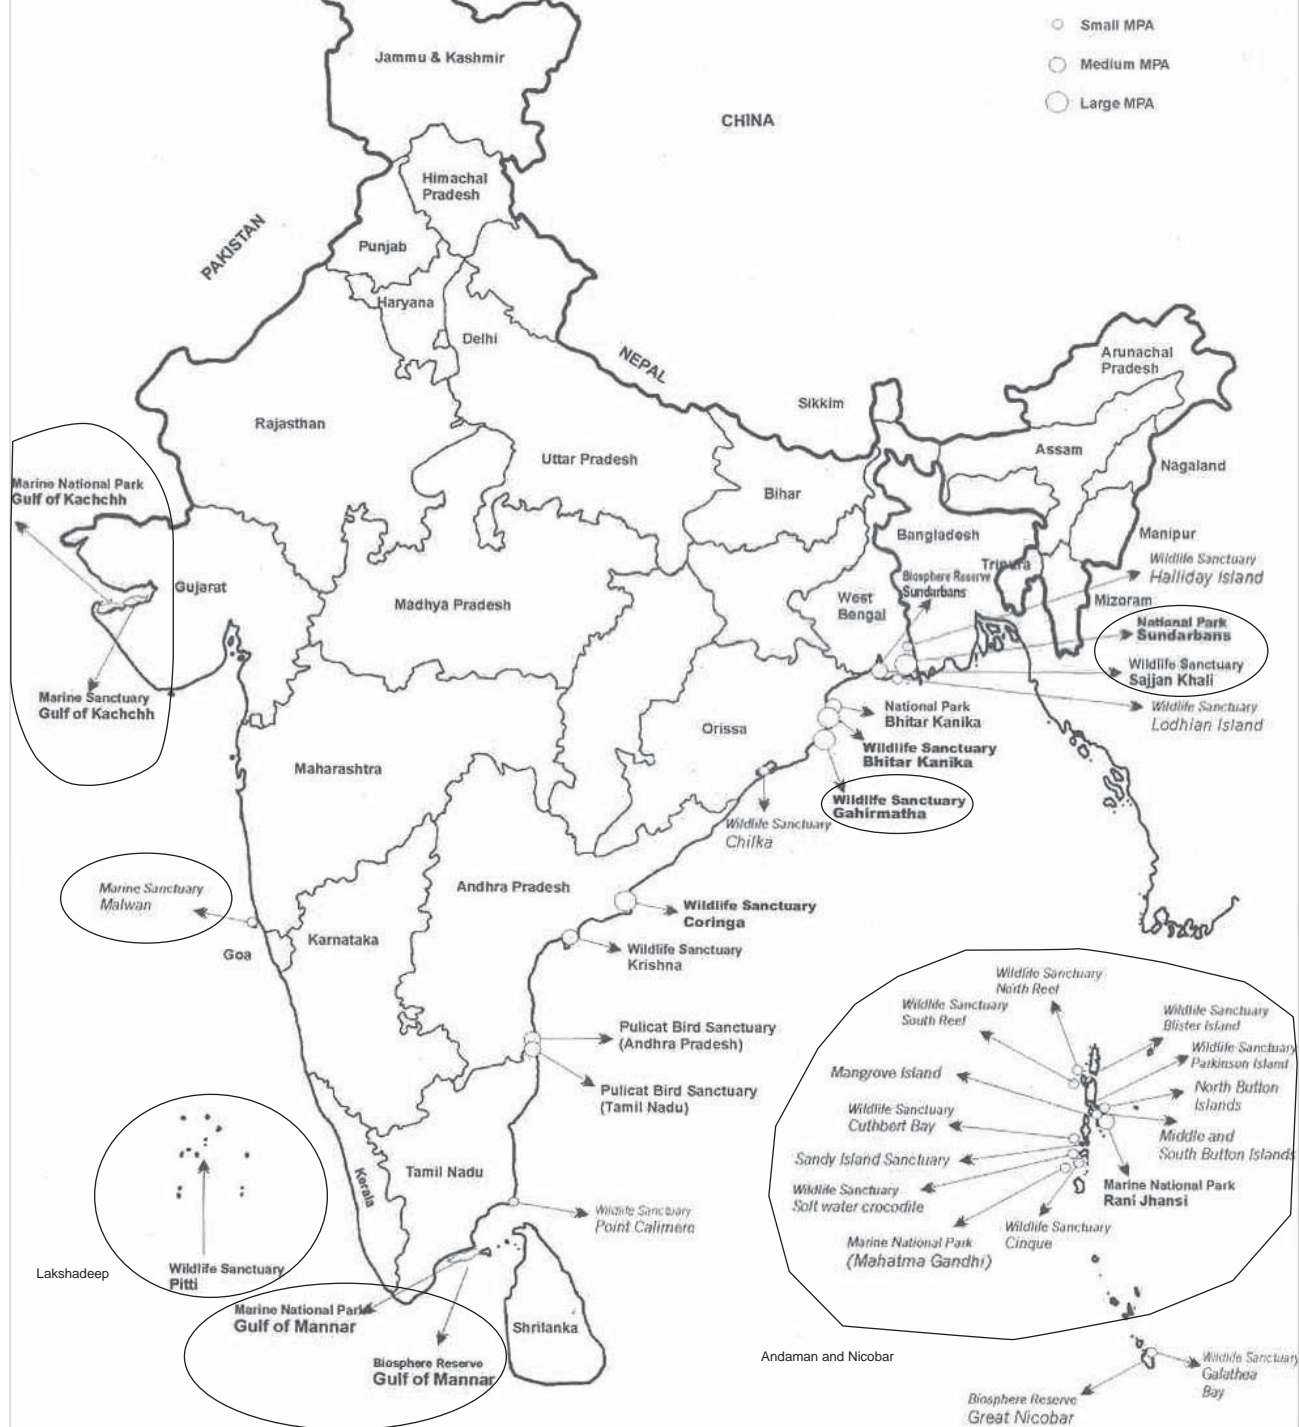 Small MPA
Medium MPA
Large MPA
Jammu & Kashmir
CHINA
Himachal
Pradesh
PAKISTAN
Punjab
Haryana
Delhi
NEPAL
Arunachal
Pradesh
Sikkim
Rajasthan
Uttar Pradesh
Assam
Nagaland
Bihar
Marine National Park
Gulf of Kachchh
Bangladesh
Manipur
Tripura
Wildlife Sanctuary
Halliday Island
Gujarat
Biosphere Reserve
Sundarbans
Madhya Pradesh
West
Bengal
Mizoram
National Park
Sundarbans
Wildlife Sanctuary
Sajjan Khali
Marine Sanctuary
Gulf of Kachchh
National Park
Bhitar Kanika
Wildlife Sanctuary
Lodhian Island
Orissa
Wildlife Sanctuary
Bhitar Kanika
Maharashtra
Wildlife Sanctuary
Gahirmatha
Wildlife Sanctuary
Chilka
Marine Sanctuary
Malwan
Andhra Pradesh
Wildlife Sanctuary
Coringa
Goa
Karnataka
Wildlife Sanctuary
Krishna
Pulicat Bird Sanctuary
(Andhra Pradesh)
Pulicat Bird Sanctuary
(Tamil Nadu)
Wildlife Sanctuary
North Reef
Wildlife Sanctuary
South Reef
Wildlife Sanctuary
Blister Island
Wildlife Sanctuary
Parkinson Island
Mangrove Island
North Button
Islands
Wildlife Sanctuary
Cuthbert Bay
Middle and
South Button Islands
Sandy Island Sanctuary
Marine National Park
Rani Jhansi
Wildlife Sanctuary
Solt water crocodile
Wildlife Sanctuary
Cinque
Marine National Park
(Mahatma Gandhi)
Kerala
Tamil Nadu
Wildlife Sanctuary
Point Calimere
Lakshadeep
Wildlife Sanctuary
Pitti
Marine National Park
Gulf of Mannar
Shrilanka
Biosphere Reserve
Gulf of Mannar
Andaman and Nicobar
Wildlife Sanctuary
Galathea
Bay
Biosphere Reserve
Great Nicobar